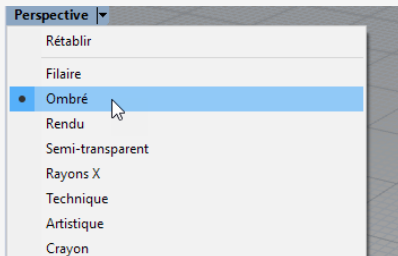 Perspective
Rétablir
Filaire
Ombré
Rendu
Semi-transparent
Rayons X
Technique
Artistique
Crayon